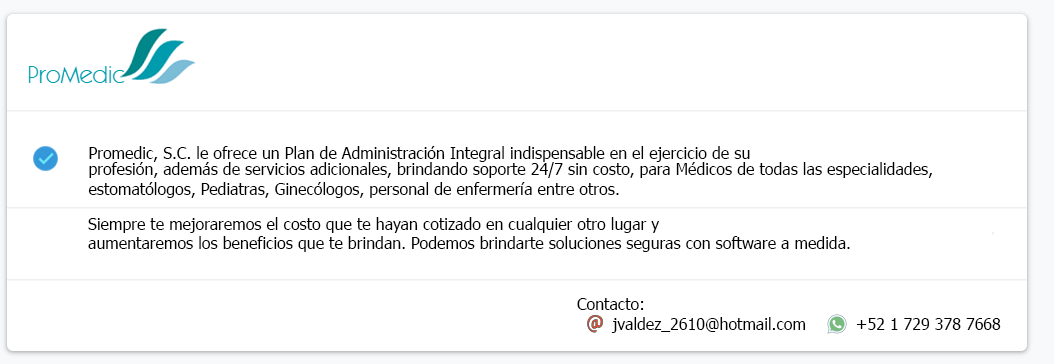 ProMedic
Promedic, S.C. le ofrece un Plan de Administración Integral indispensable en el ejercicio de su
profesión, además de servicios adicionales, brindando soporte 24/7 sin costo, para Médicos de todas las especialidades,
estomatólogos, Pediatras, Ginecólogos, personal de enfermería entre otros.
Siempre te mejoraremos el costo que te hayan cotizado en cualquier otro lugar y
aumentaremos los beneficios que te brindan. Podemos brindarte soluciones seguras con software a medida.
Contacto:
@ jvaldez_2610@hotmail.com +52 1 729 378 7668